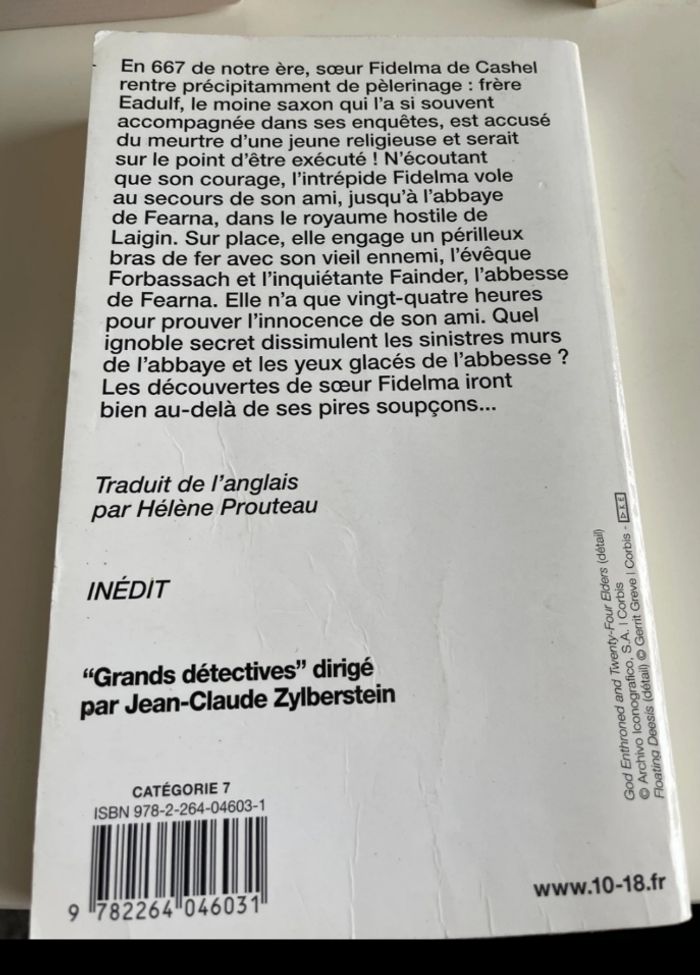 En 667 de notre ère, sœur Fidelma de Cashel
rentre précipitamment de pèlerinage : frère
Eadulf, le moine saxon qui l'a si souvent
accompagnée dans ses enquêtes, est accusé
du meurtre d'une jeune religieuse et serait
sur le point d'être exécuté ! N'écoutant
que son courage, l'intrépide Fidelma vole
au secours de son ami, jusqu'à l'abbaye
de Fearna, dans le royaume hostile de
Laigin. Sur place, elle engage un périlleux
bras de fer avec son vieil ennemi, l'évêque
Forbassach et l'inquiétante Fainder, l'abbesse
de Fearna. Elle n'a que vingt-quatre heures
pour prouver l'innocence de son ami. Quel
ignoble secret dissimulent les sinistres murs
de l'abbaye et les yeux glacés de l'abbesse ?
Les découvertes de sœur Fidelma iront
bien au-delà de ses pires soupçons...
Traduit de l'anglais
par Hélène Prouteau
INÉDIT
"Grands détectives" dirigé
par Jean-Claude Zylberstein
CATÉGORIE 7
ISBN 978-2-264-04603-1
9 782264 046031
www.10-18.fr
God Enthroned and Twenty-Four Elders (détail)
© Archivo Iconografico, S.A. | Corbis
Floating Deesis (détail) © Gerrit Greve | Corbis -